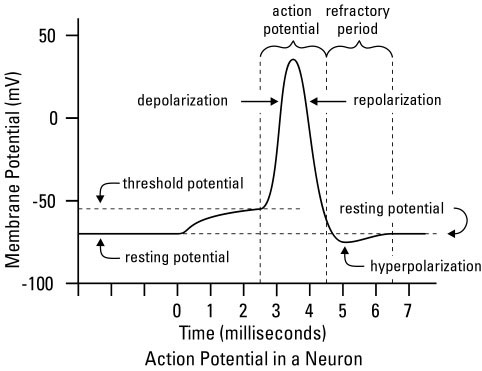 action refractory
potential period
50
depolarization
repolarization
0
Membrane Potential (mV)
threshold potential
-50
resting potential
resting potential
hyperpolarization
-100
0 1 2 3 4 5 6 7
Time (milliseconds)
Action Potential in a Neuron